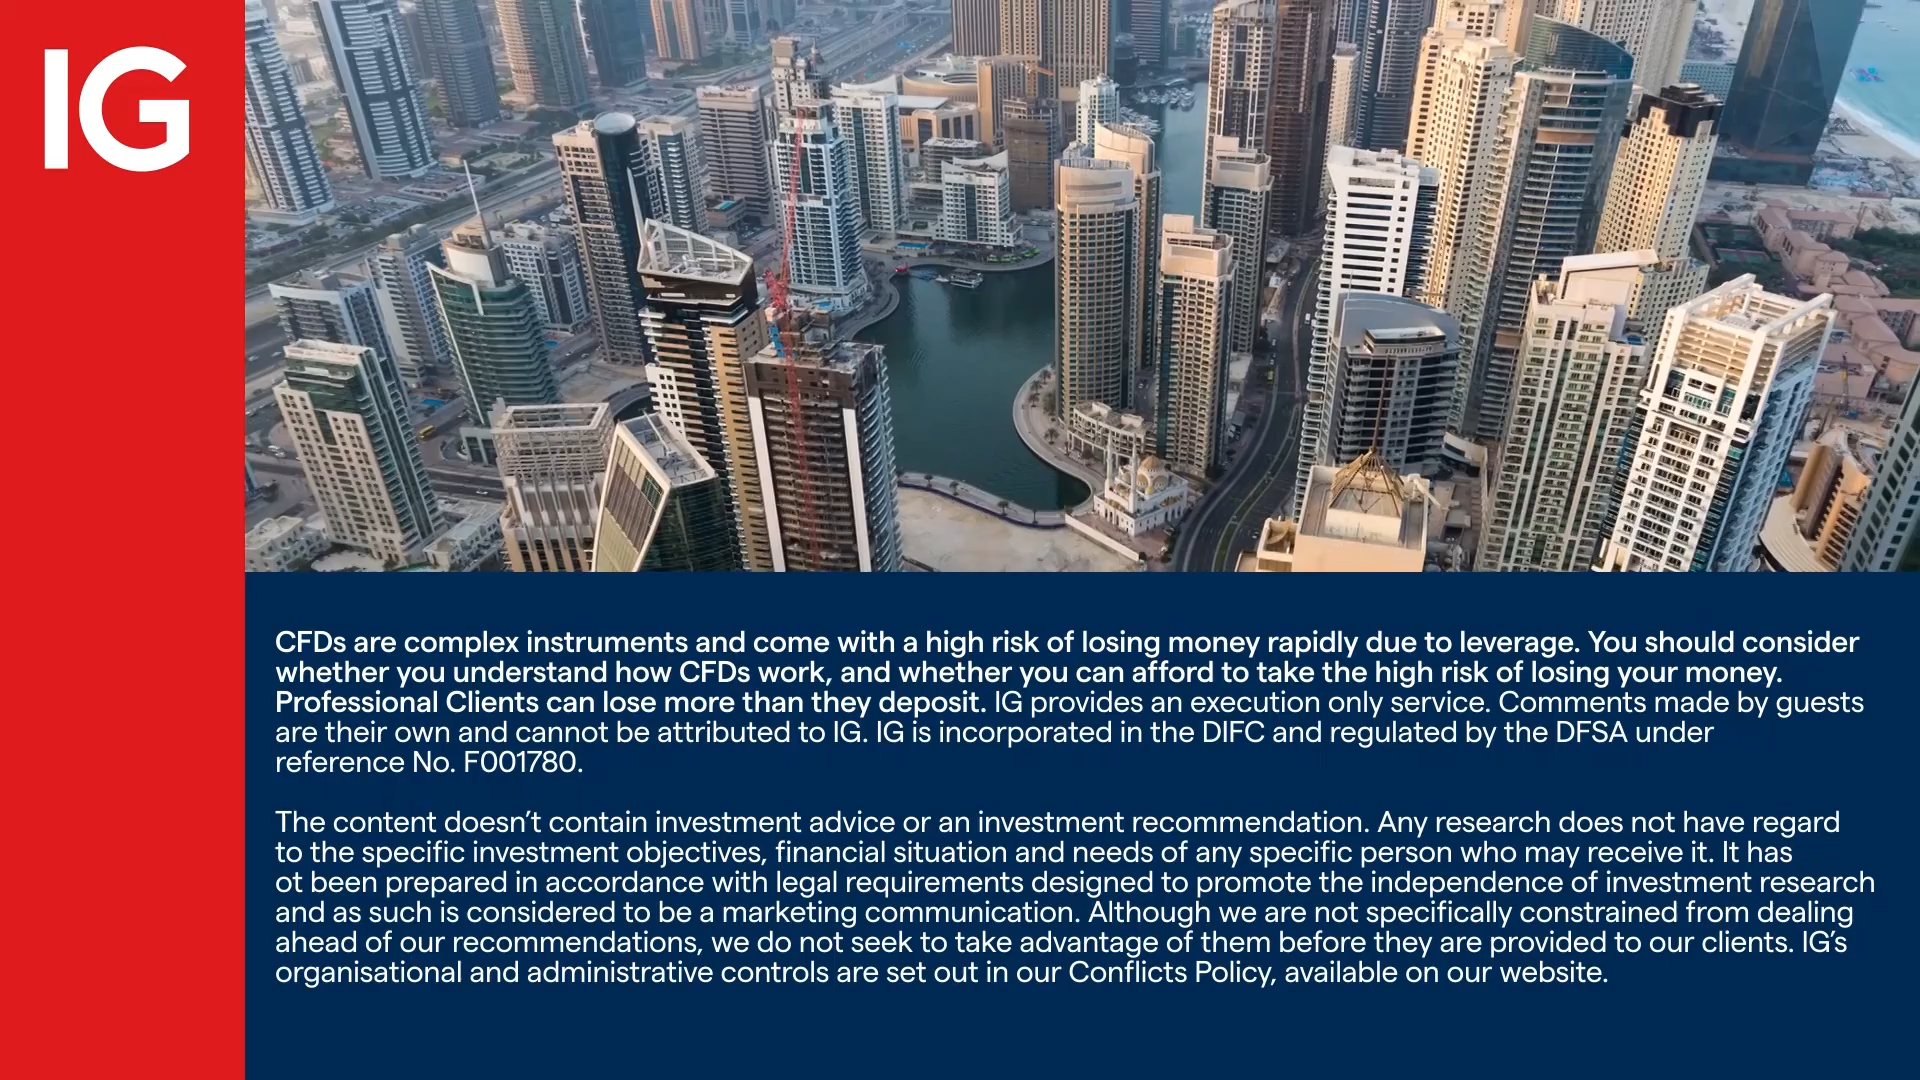 IG
CFDs are complex instruments and come with a high risk of losing money rapidly due to leverage. You should consider
whether you understand how CFDs work, and whether you can afford to take the high risk of losing your money.
Professional Clients can lose more than they deposit. IG provides an execution only service. Comments made by guests
are their own and cannot be attributed to IG. IG is incorporated in the DIFC and regulated by the DFSA under
reference No. F001780.
The content doesn’t contain investment advice or an investment recommendation. Any research does not have regard
to the specific investment objectives, financial situation and needs of any specific person who may receive it. It has
ot been prepared in accordance with legal requirements designed to promote the independence of investment research
and as such is considered to be a marketing communication. Although we are not specifically constrained from dealing
ahead of our recommendations, we do not seek to take advantage of them before they are provided to our clients. IG’s
organisational and administrative controls are set out in our Conflicts Policy, available on our website.